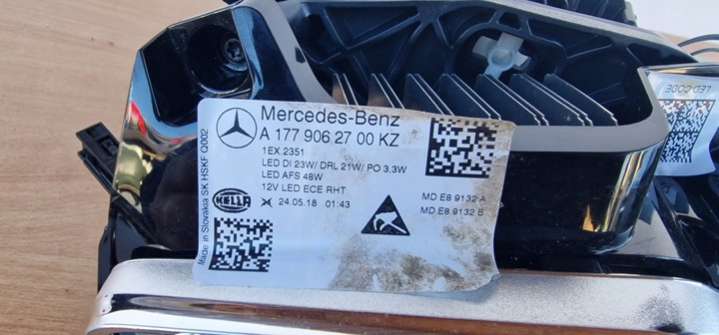 Mercedes-Benz
A 177 906 27 00 KZ
1EX 2351
LED DI 23W/ DRL 21W/ PO 3.3W
LED AFS 48W
12V LED ECE RHT
24.05.18 01:43
HELLA
MD E8 9132 A
MD E8 9132 B
Made in Slovakia SK HSKF Q002